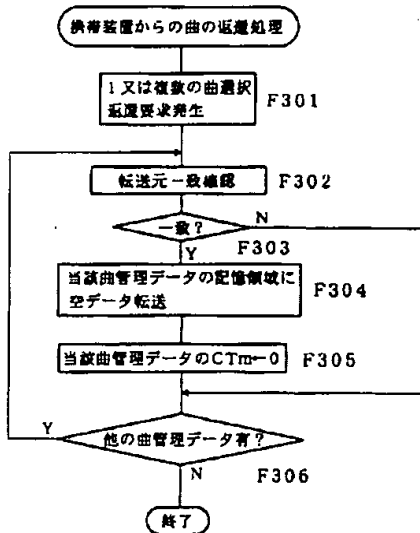 携帯装置からの曲の返還処理
1又は複数の曲選択
返還要求発生
F301
転送元一致確認
F302
一致?
N
F303
Y
当該曲管理データの記憶領域に
空データ転送
F304
当該曲管理データのCTm←0
F305
Y
他の曲管理データ有?
N
F306
終了